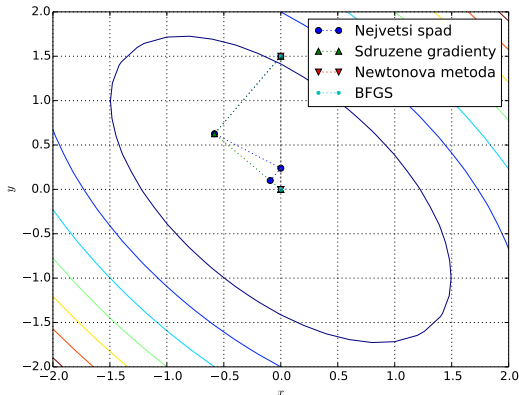 2.0
1.5
1.0
0.5
0.0
−0.5
−1.0
−1.5
−2.0
y
Nejvetsi spad
Sdruzene gradienty
Newtonova metoda
BFGS
−2.0 −1.5 −1.0 −0.5 0.0 0.5 1.0 1.5 2.0
x